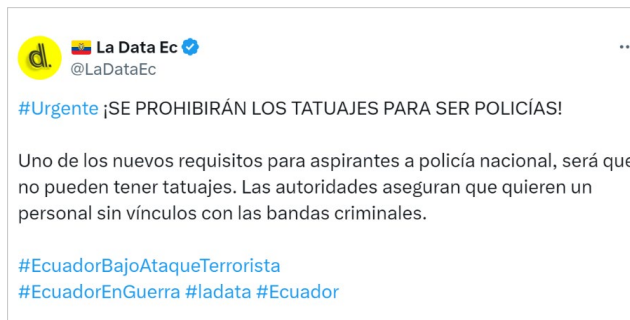 d.
🇪🇨 La Data Ec
@LaDataEc
#Urgente ¡SE PROHIBIRÁN LOS TATUAJES PARA SER POLICÍAS!
Uno de los nuevos requisitos para aspirantes a policía nacional, será que
no pueden tener tatuajes. Las autoridades aseguran que quieren un
personal sin vínculos con las bandas criminales.
#EcuadorBajoAtaqueTerrorista
#EcuadorEnGuerra #ladata #Ecuador